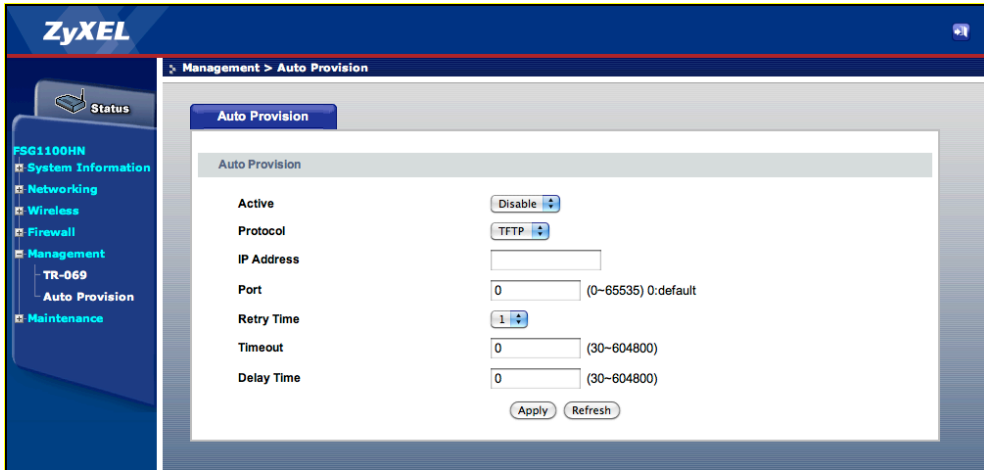 ZyXEL
Management > Auto Provision
Status
FSG1100HN
System Information
Networking
Wireless
Firewall
Management
TR-069
Auto Provision
Maintenance
Auto Provision
Auto Provision
Active Disable
Protocol TFTP
IP Address
Port 0 (0~65535) 0:default
Retry Time 1
Timeout 0 (30~604800)
Delay Time 0 (30~604800)
Apply Refresh